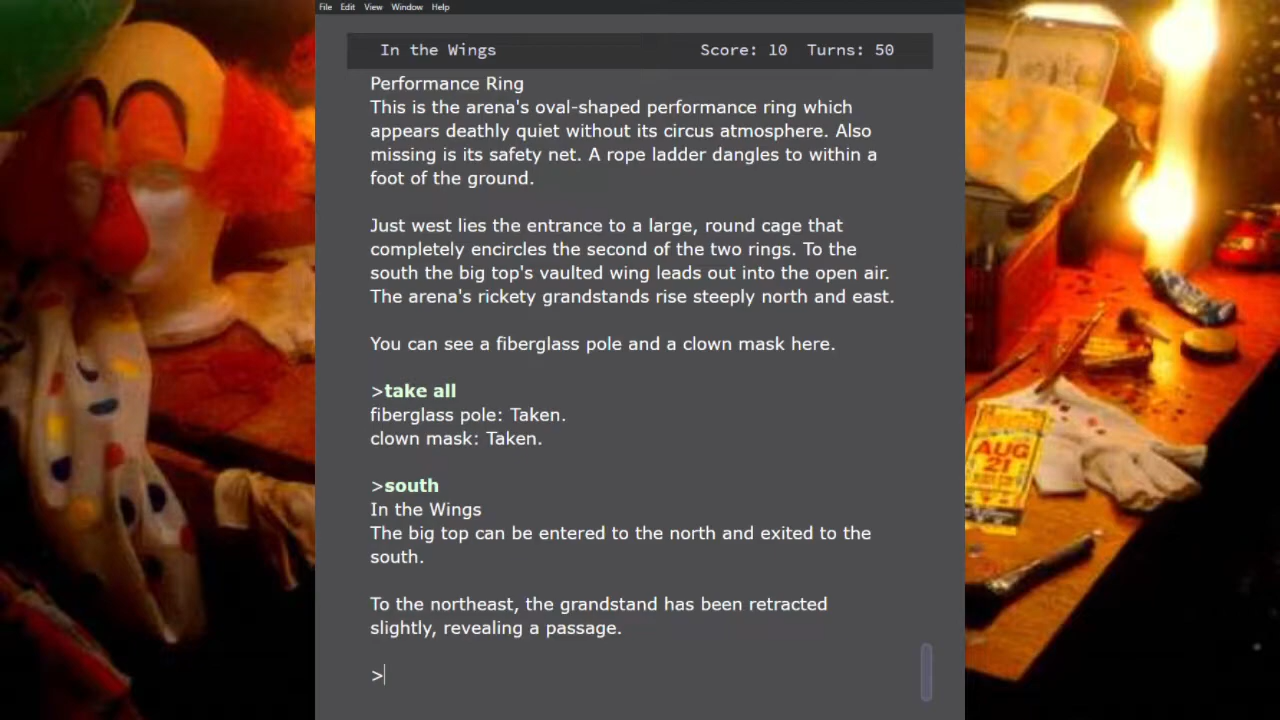 File Edit View Window Help
In the Wings Score: 10 Turns: 50
Performance Ring
This is the arena's oval-shaped performance ring which
appears deathly quiet without its circus atmosphere. Also
missing is its safety net. A rope ladder dangles to within a
foot of the ground.
Just west lies the entrance to a large, round cage that
completely encircles the second of the two rings. To the
south the big top's vaulted wing leads out into the open air.
The arena's rickety grandstands rise steeply north and east.
You can see a fiberglass pole and a clown mask here.
>take all
fiberglass pole: Taken.
clown mask: Taken.
>south
In the Wings
The big top can be entered to the north and exited to the
south.
To the northeast, the grandstand has been retracted
slightly, revealing a passage.
>
AUG
21